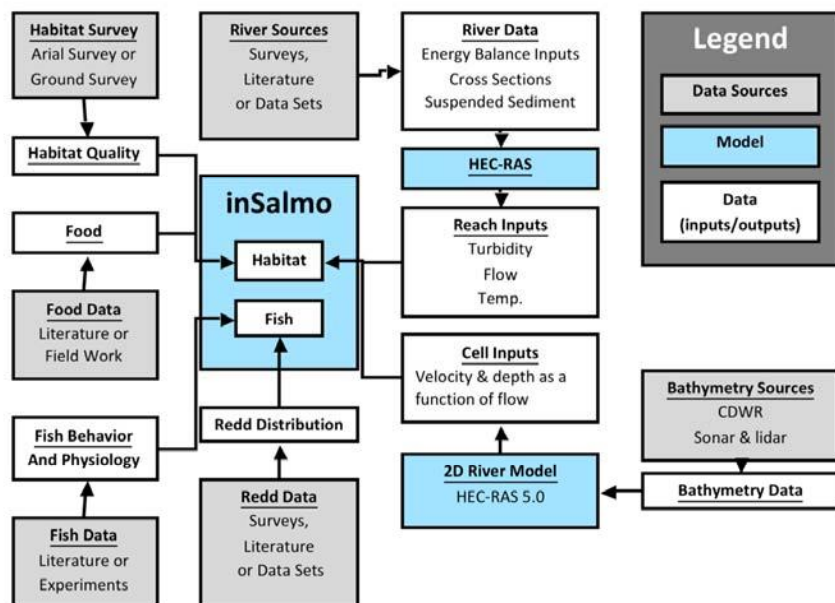 Habitat Survey
Arial Survey or
Ground Survey
Habitat Quality
Food
Food Data
Literature or
Field Work
Fish Behavior
And Physiology
Fish Data
Literature or
Experiments
River Sources
Surveys,
Literature
or Data Sets
inSalmo
Habitat
Fish
Redd Distribution
Redd Data
Surveys,
Literature
or Data Sets
River Data
Energy Balance Inputs
Cross Sections
Suspended Sediment
HEC-RAS
Reach Inputs
Turbidity
Flow
Temp.
Cell Inputs
Velocity & depth as a
function of flow
2D River Model
HEC-RAS 5.0
Legend
Data Sources
Model
Data
(inputs/outputs)
Bathymetry Sources
CDWR
Sonar & lidar
Bathymetry Data